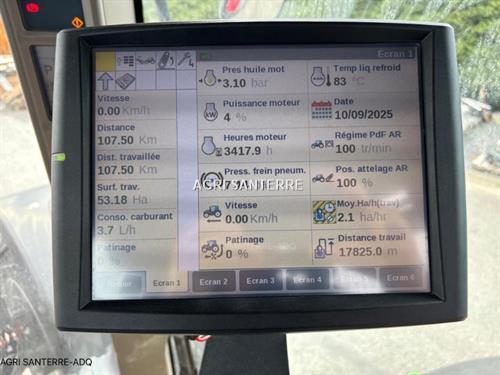 Ecran 1
4
Vitesse
0.00 Km/h
Distance
107.50 Km
Dist. travaillée
107.50 Km
Surf. trav.
53.18 Ha
Conso. carburant
3.7 L/h
Patinage
Pres huile mot
3.10 bar
Puissance moteur
4 %
Heures moteur
3417.9 h
Press. frein pneum.
Vitesse
0.00 Km/h
Patinage
0 %
Temp liq refroid
83 °C
Date
10/09/2025
Régime PdF AR
100 tr/min
Pos. attelage AR
100 %
Moy.Ha/h(trav)
2.1 ha/hr
Distance travail
17825.0 m
Retour
Ecran 1
Ecran 2
Ecran 3
Ecran 4
Ecran 5
Ecran 6
AGRI SANTERRE
AGRI SANTERRE-ADQ